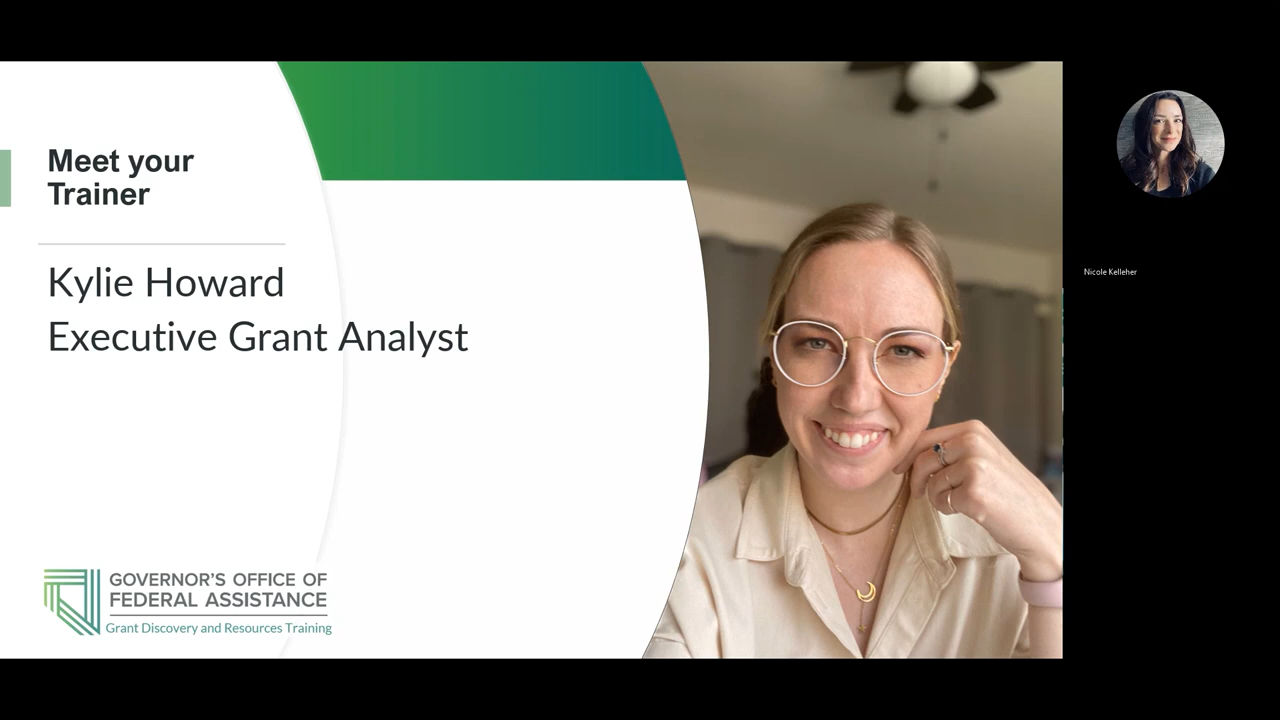 Meet your
Trainer
Kylie Howard
Executive Grant Analyst
GOVERNOR'S OFFICE OF
FEDERAL ASSISTANCE
Grant Discovery and Resources Training
Nicole Kelleher